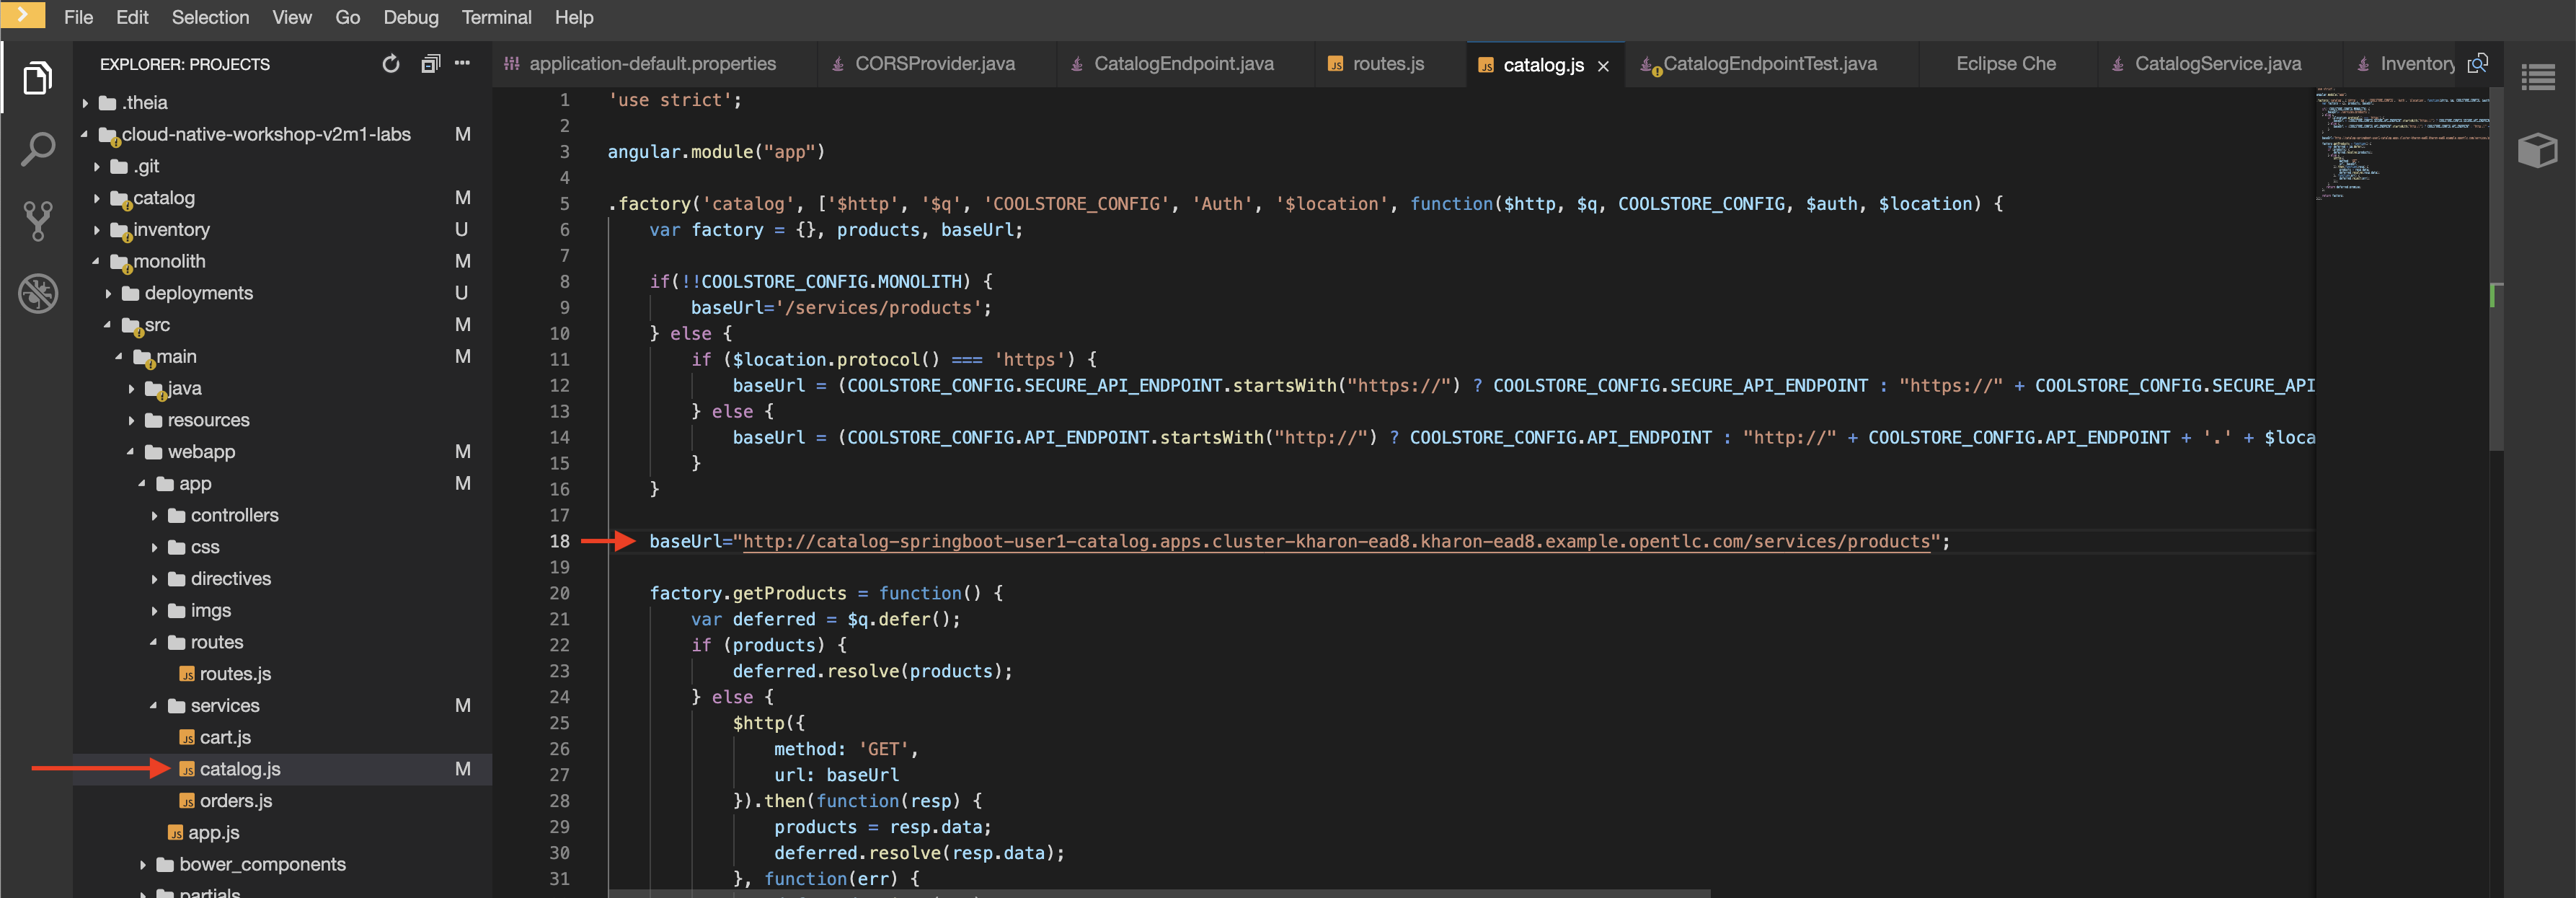 File Edit Selection View Go Debug Terminal Help
EXPLORER: PROJECTS
.theia
cloud-native-workshop-v2m1-labs M
.git
catalog M
inventory U
monolith M
deployments U
src M
main M
java
resources
webapp M
app M
controllers
css
directives
imgs
routes
JS routes.js
services M
JS cart.js
JS catalog.js M
JS orders.js
JS app.js
bower_components
partials
application-default.properties CORSProvider.java CatalogEndpoint.java JS routes.js JS catalog.js × CatalogEndpointTest.java Eclipse Che CatalogService.java Inventory
1 'use strict';
2
3 angular.module("app")
4
5 .factory('catalog', ['$http', '$q', 'COOLSTORE_CONFIG', 'Auth', '$location', function($http, $q, COOLSTORE_CONFIG, $auth, $location) {
6 var factory = {}, products, baseUrl;
7
8 if(!!COOLSTORE_CONFIG.MONOLITH) {
9 baseUrl='/services/products';
10 } else {
11 if ($location.protocol() === 'https') {
12 baseUrl = (COOLSTORE_CONFIG.SECURE_API_ENDPOINT.startsWith("https://") ? COOLSTORE_CONFIG.SECURE_API_ENDPOINT : "https://" + COOLSTORE_CONFIG.SECURE_API
13 } else {
14 baseUrl = (COOLSTORE_CONFIG.API_ENDPOINT.startsWith("http://") ? COOLSTORE_CONFIG.API_ENDPOINT : "http://" + COOLSTORE_CONFIG.API_ENDPOINT + '.' + $loca
15 }
16 }
17
18 baseUrl="http://catalog-springboot-user1-catalog.apps.cluster-kharon-ead8.kharon-ead8.example.opentlc.com/services/products";
19
20 factory.getProducts = function() {
21 var deferred = $q.defer();
22 if (products) {
23 deferred.resolve(products);
24 } else {
25 $http({
26 method: 'GET',
27 url: baseUrl
28 }).then(function(resp) {
29 products = resp.data;
30 deferred.resolve(resp.data);
31 }, function(err) {